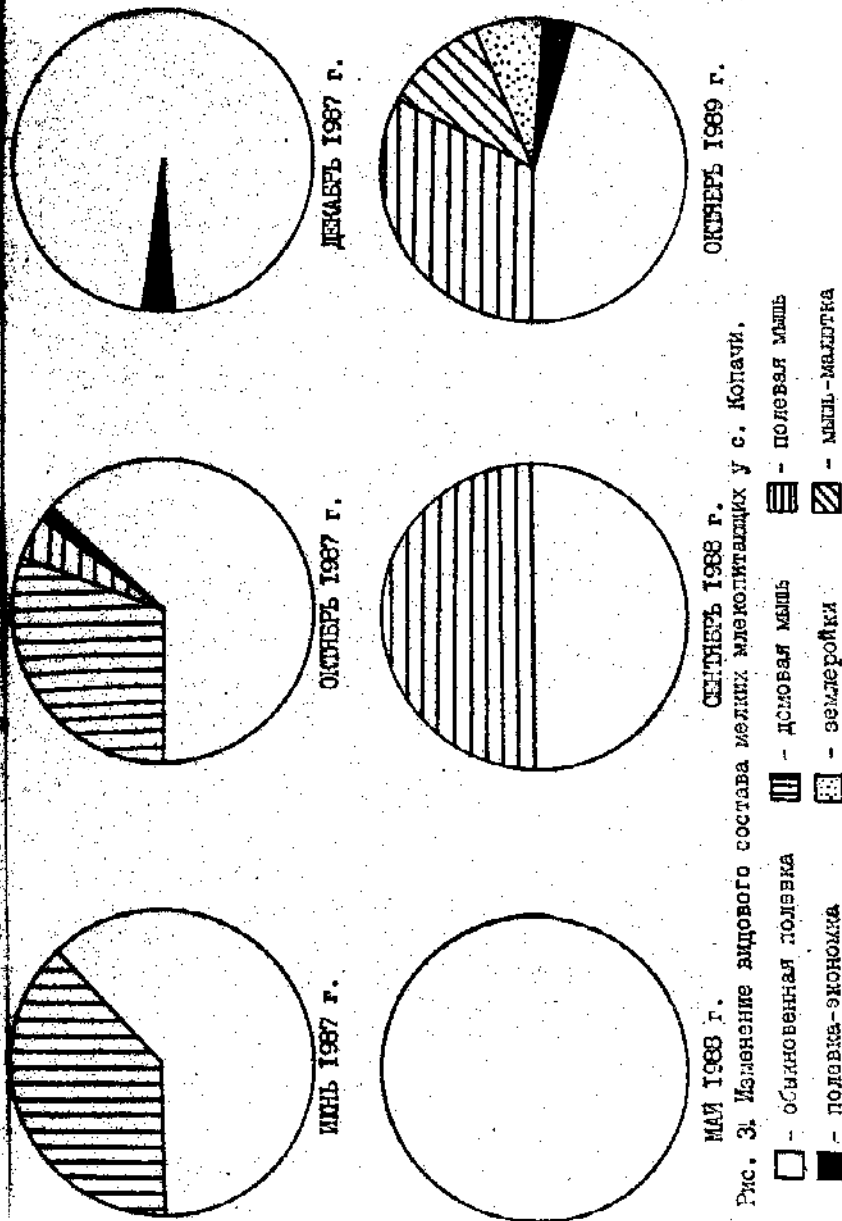 ИЮНЬ 1987 г.
ОКТЯБРЬ 1987 г.
ДЕКАБРЬ 1987 г.
МАЙ 1988 г.
СЕНТЯБРЬ 1988 г.
ОКТЯБРЬ 1989 г.
Рис. 3. Изменение видового состава мелких млекопитающих у с. Копачи.
- обыкновенная полевка - домовая мышь - полевая мышь
- полевка-экономка - землеройки - мышь-малютка